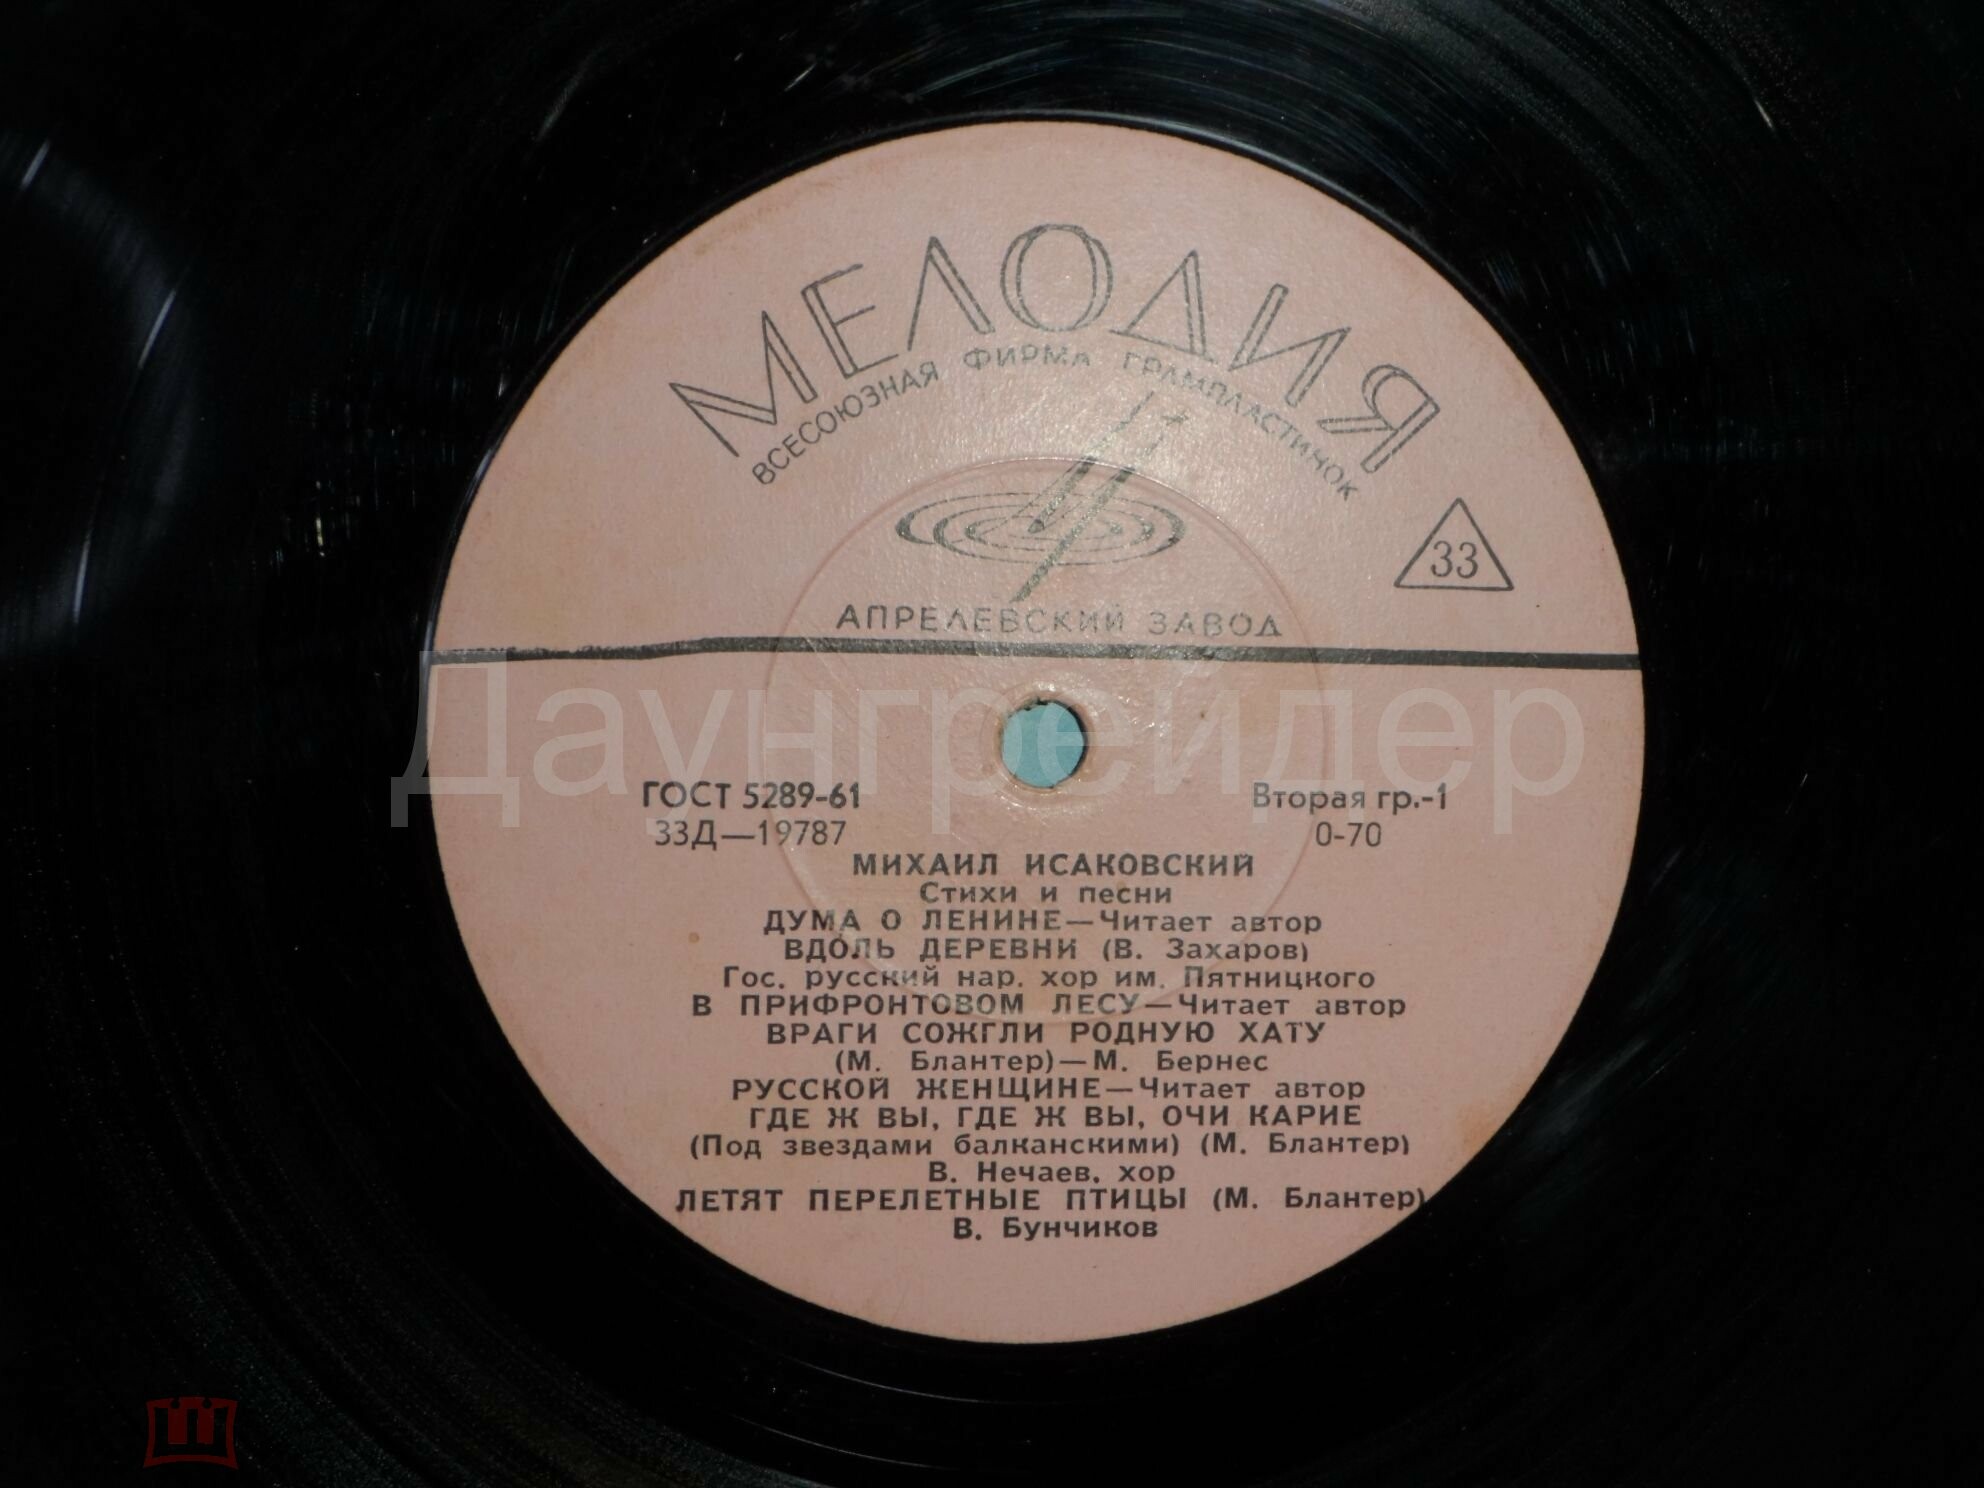 МЕЛОДИЯ
ВСЕСОЮЗНАЯ ФИРМА ГРАМПЛАСТИНОК
33
АПРЕЛЕВСКИЙ ЗАВОД
Даунгрейдер
ГОСТ 5289-61 Вторая гр.-1
33Д—19787 0-70
МИХАИЛ ИСАКОВСКИЙ
Стихи и песни
ДУМА О ЛЕНИНЕ—Читает автор
ВДОЛЬ ДЕРЕВНИ (В. Захаров)
Гос. русский нар. хор им. Пятницкого
В ПРИФРОНТОВОМ ЛЕСУ—Читает автор
ВРАГИ СОЖГЛИ РОДНУЮ ХАТУ
(М. Блантер)—М. Бернес
РУССКОЙ ЖЕНЩИНЕ—Читает автор
ГДЕ Ж ВЫ, ГДЕ Ж ВЫ, ОЧИ КАРИЕ
(Под звездами балканскими) (М. Блантер)
В. Нечаев, хор
ЛЕТЯТ ПЕРЕЛЕТНЫЕ ПТИЦЫ (М. Блантер)
В. Бунчиков